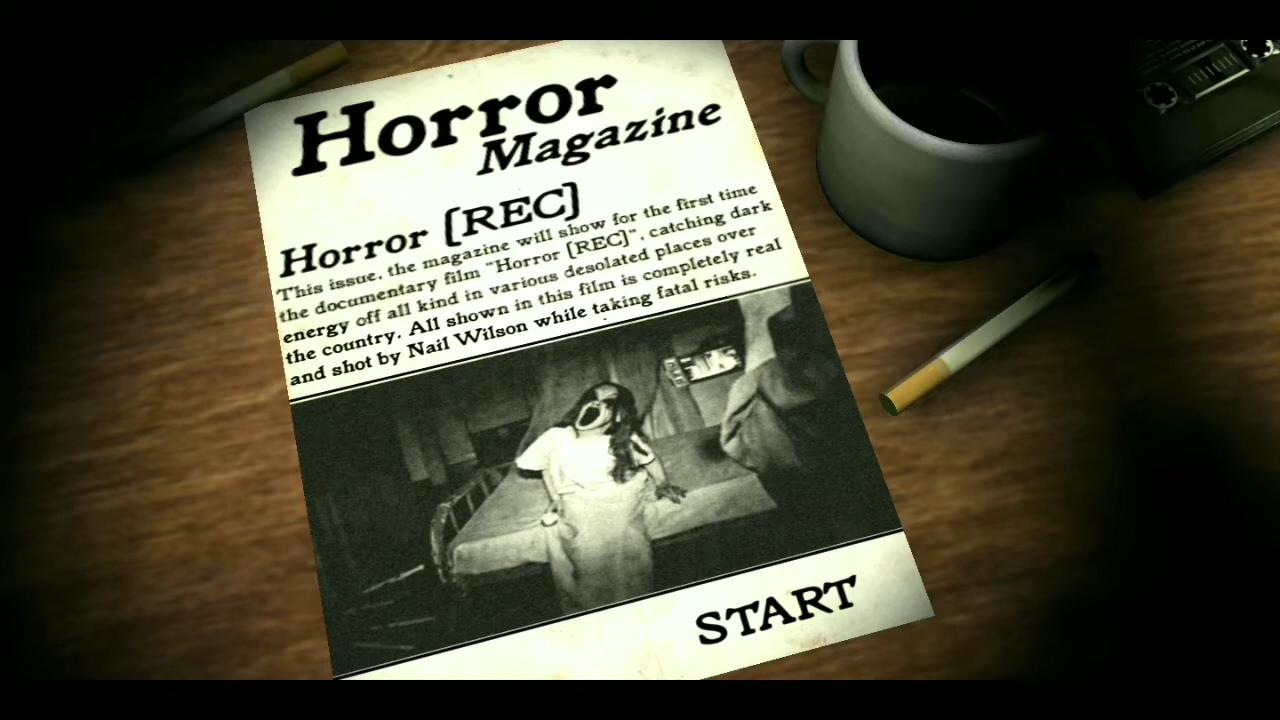 Horror
Magazine
Horror [REC]
This issue, the magazine will show for the first time
the documentary film "Horror [REC]", catching dark
energy off all kind in various desolated places over
the country. All shown in this film is completely real
and shot by Nail Wilson while taking fatal risks.
START